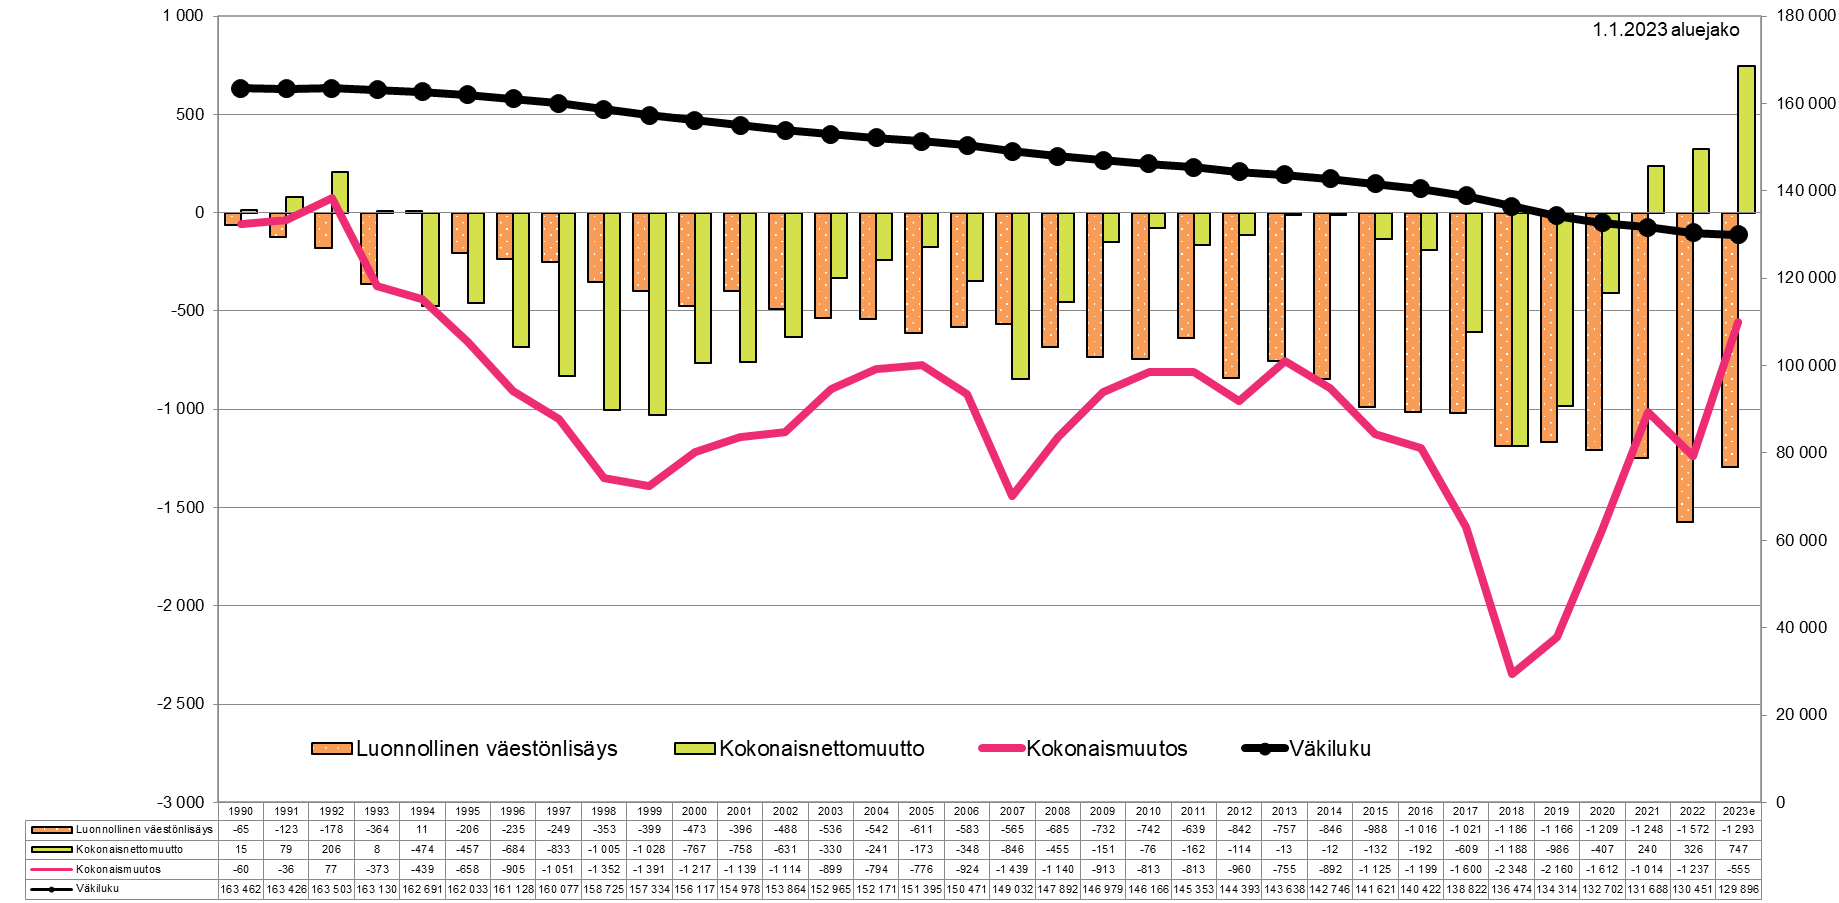 1 000
500
0
-500
-1 000
-1 500
-2 000
-2 500
-3 000
180 000
160 000
140 000
120 000
100 000
80 000
60 000
40 000
20 000
0
1.1.2023 aluejako
Luonnollinen väestönlisäys Kokonaisnettomuutto Kokonaismuutos Väkiluku
1990 1991 1992 1993 1994 1995 1996 1997 1998 1999 2000 2001 2002 2003 2004 2005 2006 2007 2008 2009 2010 2011 2012 2013 2014 2015 2016 2017 2018 2019 2020 2021 2022 2023e
Luonnollinen väestönlisäys -65 -123 -178 -364 11 -206 -235 -249 -353 -399 -473 -396 -488 -536 -542 -611 -583 -565 -685 -732 -742 -639 -842 -757 -846 -988 -1 016 -1 021 -1 186 -1 166 -1 209 -1 248 -1 572 -1 293
Kokonaisnettomuutto 15 79 206 8 -474 -457 -684 -833 -1 005 -1 028 -767 -758 -631 -330 -241 -173 -348 -846 -455 -151 -76 -162 -114 -13 -12 -132 -192 -609 -1 188 -986 -407 240 326 747
Kokonaismuutos -60 -36 77 -373 -439 -658 -905 -1 051 -1 352 -1 391 -1 217 -1 139 -1 114 -899 -794 -776 -924 -1 439 -1 140 -913 -813 -813 -960 -755 -892 -1 125 -1 199 -1 600 -2 348 -2 160 -1 612 -1 014 -1 237 -555
Väkiluku 163 462 163 426 163 503 163 130 162 691 162 033 161 128 160 077 158 725 157 334 156 117 154 978 153 864 152 965 152 171 151 395 150 471 149 032 147 892 146 979 146 166 145 353 144 393 143 638 142 746 141 621 140 422 138 822 136 474 134 314 132 702 131 688 130 451 129 896